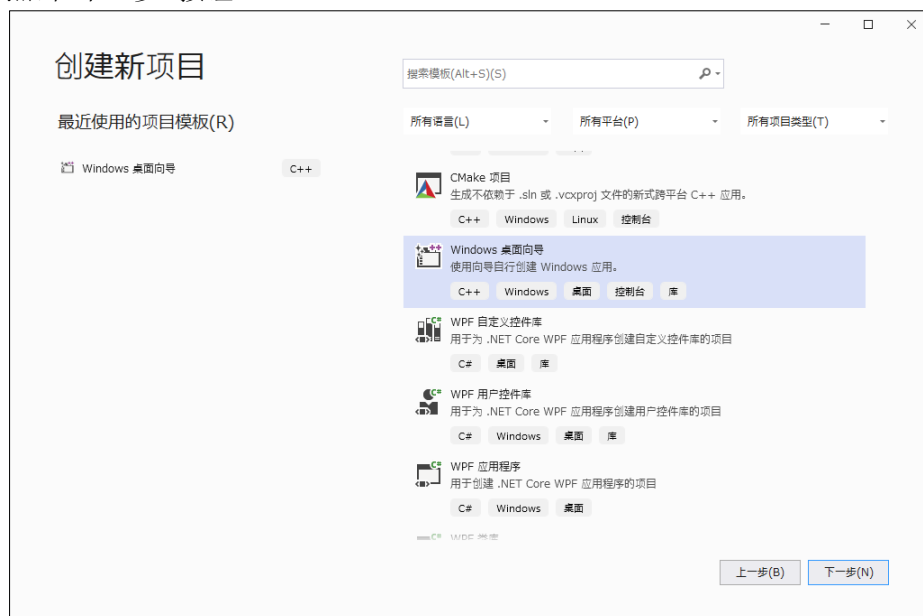 创建新项目
搜索模板(Alt+S)(S)
最近使用的项目模板(R)
所有语言(L)
所有平台(P)
所有项目类型(T)
Windows 桌面向导
C++
CMake 项目
生成不依赖于 .sln 或 .vcxproj 文件的新式跨平台 C++ 应用。
C++ Windows Linux 控制台
Windows 桌面向导
使用向导自行创建 Windows 应用。
C++ Windows 桌面 控制台 库
WPF 自定义控件库
用于为 .NET Core WPF 应用程序创建自定义控件库的项目
C# 桌面 库
WPF 用户控件库
用于为 .NET Core WPF 应用程序创建用户控件库的项目
C# Windows 桌面 库
WPF 应用程序
用于创建 .NET Core WPF 应用程序的项目
C# Windows 桌面
上一步(B)
下一步(N)